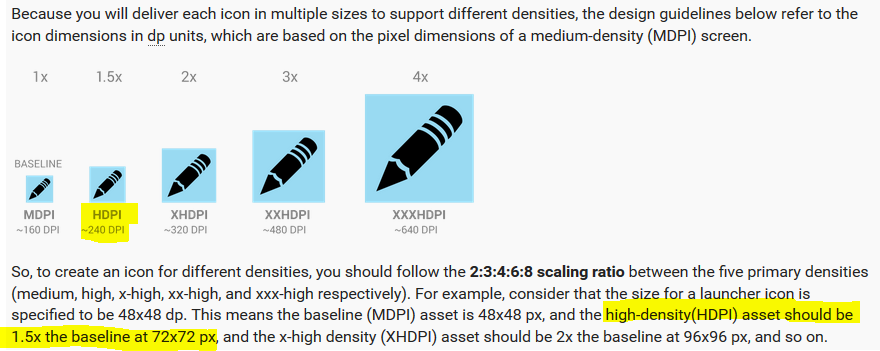 Because you will deliver each icon in multiple sizes to support different densities, the design guidelines below refer to the
icon dimensions in dp units, which are based on the pixel dimensions of a medium-density (MDPI) screen.
1x 1.5x 2x 3x 4x
BASELINE
MDPI HDPI XHDPI XXHDPI XXXHDPI
~160 DPI ~240 DPI ~320 DPI ~480 DPI ~640 DPI
So, to create an icon for different densities, you should follow the 2:3:4:6:8 scaling ratio between the five primary densities
(medium, high, x-high, xx-high, and xxx-high respectively). For example, consider that the size for a launcher icon is
specified to be 48x48 dp. This means the baseline (MDPI) asset is 48x48 px, and the high-density(HDPI) asset should be
1.5x the baseline at 72x72 px, and the x-high density (XHDPI) asset should be 2x the baseline at 96x96 px, and so on.